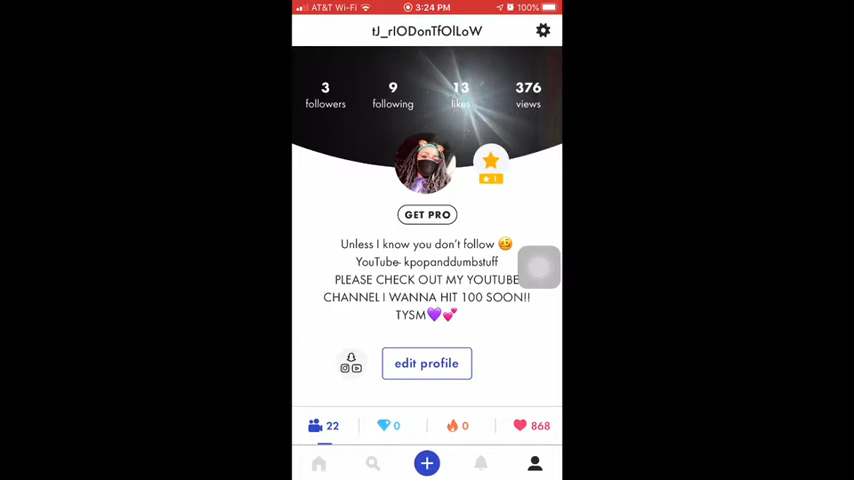 AT&T Wi-Fi 3:24 PM 100%
tJ_rIODonTfOlLoW
3 9 13 376
followers following likes views
1
GET PRO
Unless I know you don't follow 🤕
YouTube- kpopanddumbstuff
PLEASE CHECK OUT MY YOUTUBE
CHANNEL I WANNA HIT 100 SOON!!
TYSM💜💕
edit profile
22 0 0 868